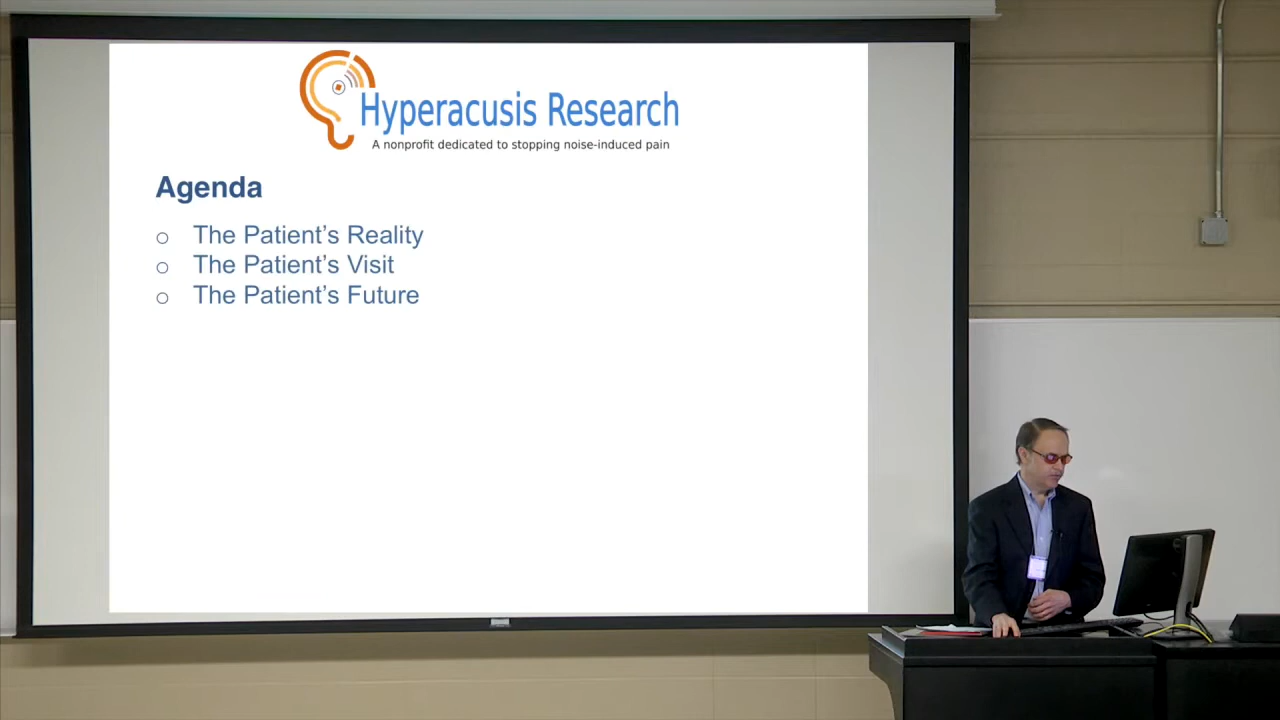 Hyperacusis Research
A nonprofit dedicated to stopping noise-induced pain
Agenda
The Patient’s Reality
The Patient’s Visit
The Patient’s Future